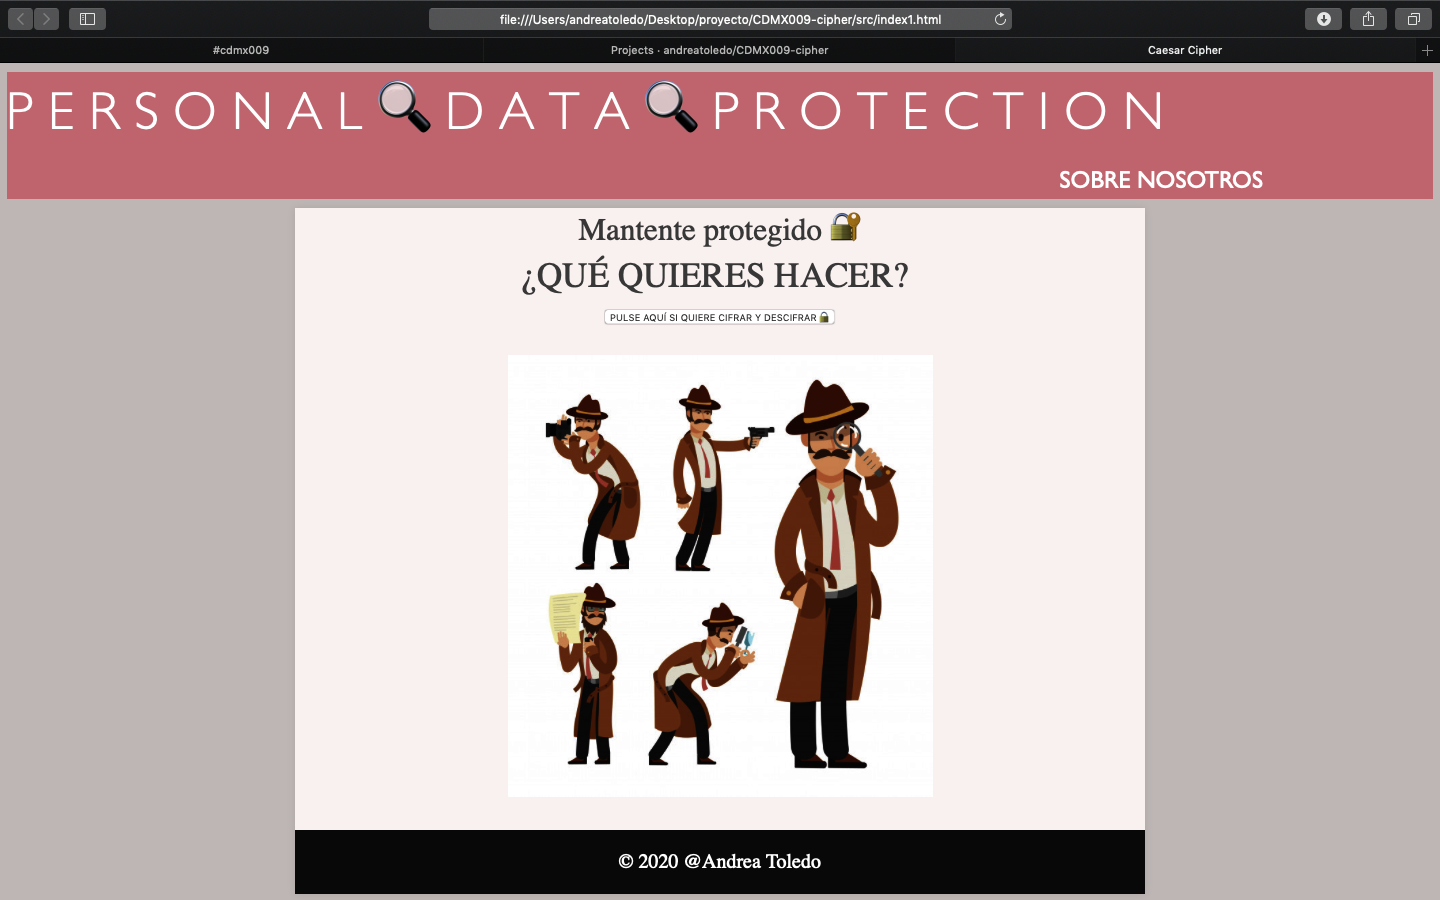 file:///Users/andreatoledo/Desktop/proyecto/CDMX009-cipher/src/index1.html
#cdmx009
Projects · andreatoledo/CDMX009-cipher
Caesar Cipher
PERSONAL🔍DATA🔍PROTECTION
SOBRE NOSOTROS
Mantente protegido 🔐
¿QUÉ QUIERES HACER?
PULSE AQUÍ SI QUIERE CIFRAR Y DESCIFRAR🔒
© 2020 @Andrea Toledo